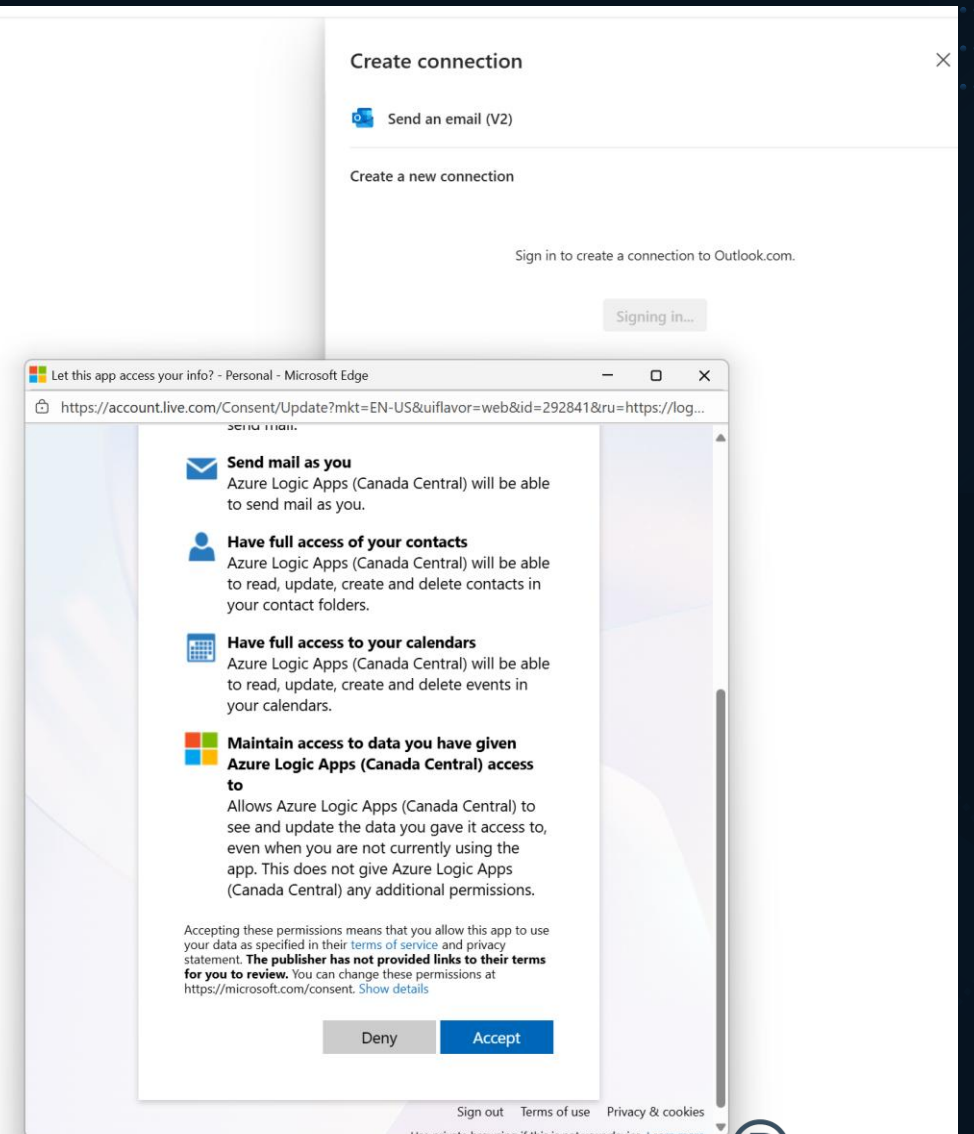 Create connection
Send an email (V2)
Create a new connection
Sign in to create a connection to Outlook.com.
Signing in...
Let this app access your info? - Personal - Microsoft Edge
https://account.live.com/Consent/Update?mkt=EN-US&uiflavor=web&id=292841&ru=https://log...
send mail.
Send mail as you
Azure Logic Apps (Canada Central) will be able
to send mail as you.
Have full access of your contacts
Azure Logic Apps (Canada Central) will be able
to read, update, create and delete contacts in
your contact folders.
Have full access to your calendars
Azure Logic Apps (Canada Central) will be able
to read, update, create and delete events in
your calendars.
Maintain access to data you have given
Azure Logic Apps (Canada Central) access
to
Allows Azure Logic Apps (Canada Central) to
see and update the data you gave it access to,
even when you are not currently using the
app. This does not give Azure Logic Apps
(Canada Central) any additional permissions.
Accepting these permissions means that you allow this app to use
your data as specified in their terms of service and privacy
statement. The publisher has not provided links to their terms
for you to review. You can change these permissions at
https://microsoft.com/consent. Show details
Deny
Accept
Sign out Terms of use Privacy & cookies